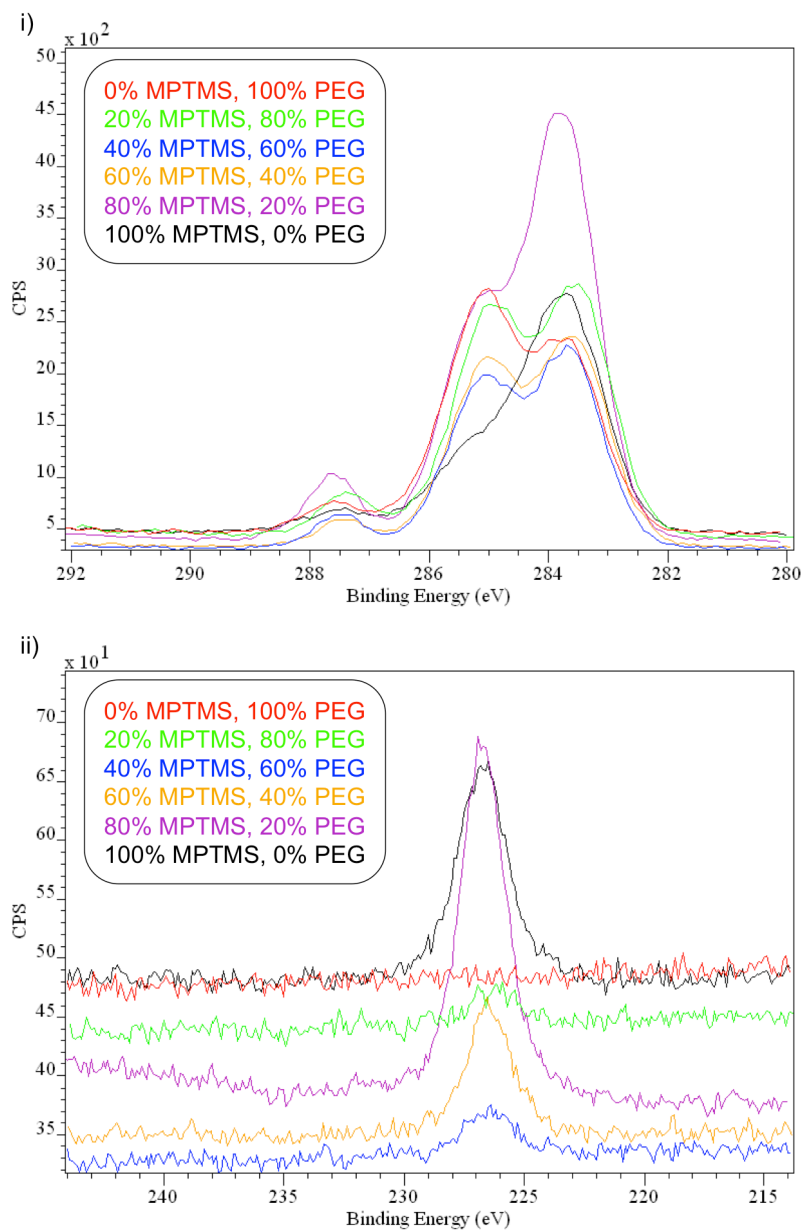 i)
x 10²
50
45
40
35
30
25
20
15
10
5
CPS
0% MPTMS, 100% PEG
20% MPTMS, 80% PEG
40% MPTMS, 60% PEG
60% MPTMS, 40% PEG
80% MPTMS, 20% PEG
100% MPTMS, 0% PEG
292 290 288 286 284 282 280
Binding Energy (eV)
ii)
x 10¹
70
65
60
55
50
45
40
35
CPS
0% MPTMS, 100% PEG
20% MPTMS, 80% PEG
40% MPTMS, 60% PEG
60% MPTMS, 40% PEG
80% MPTMS, 20% PEG
100% MPTMS, 0% PEG
240 235 230 225 220 215
Binding Energy (eV)